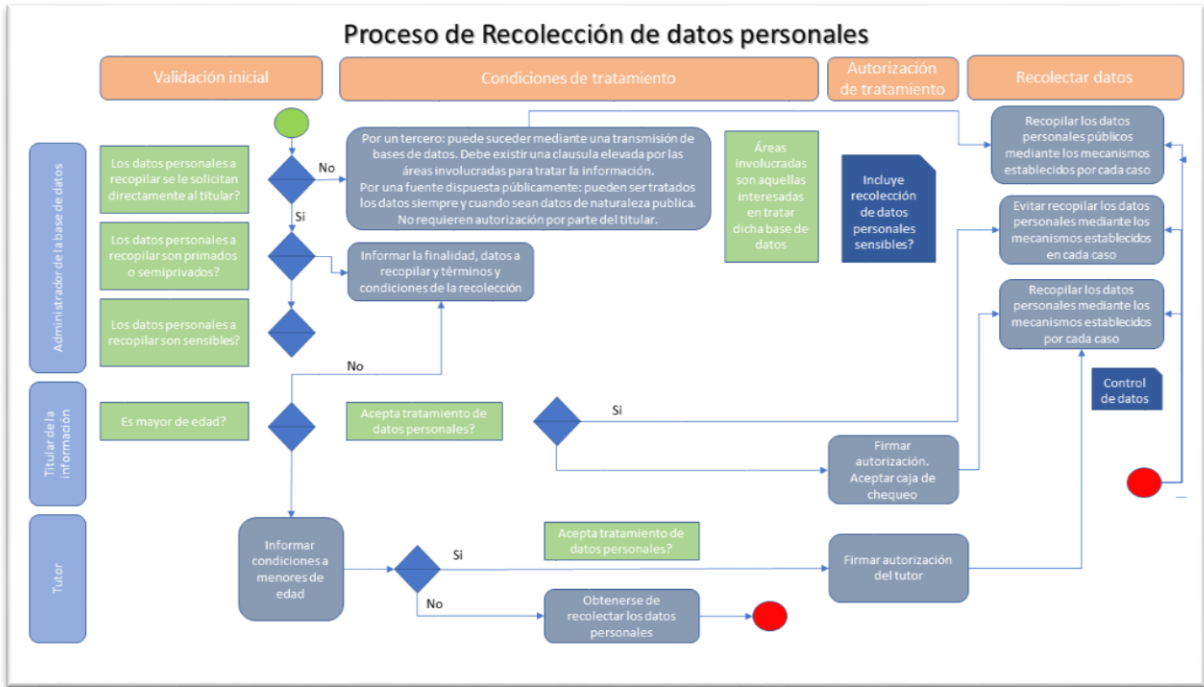 Proceso de Recolección de datos personales
Validación inicial
Condiciones de tratamiento
Autorización
de tratamiento
Recolectar datos
Administrador de la base de datos
Los datos personales a
recopilar se le solicitan
directamente al titular?
No
Si
Por un tercero: puede suceder mediante una transmisión de
bases de datos. Debe existir una clausula elevada por las
áreas involucradas para tratar la información.
Por una fuente dispuesta públicamente: pueden ser tratados
los datos siempre y cuando sean datos de naturaleza publica.
No requieren autorización por parte del titular.
Áreas
involucradas
son aquellas
interesadas
en tratar
dicha base de
datos
Incluye
recolección
de datos
personales
sensibles?
Recopilar los datos
personales públicos
mediante los mecanismos
establecidos por cada caso
Los datos personales a
recopilar son primados
o semiprivados?
Informar la finalidad, datos a
recopilar y términos y
condiciones de la recolección
Evitar recopilar los datos
personales mediante los
mecanismos establecidos
en cada caso
Los datos personales a
recopilar son sensibles?
Recopilar los datos
personales mediante los
mecanismos establecidos
por cada caso
No
Control
de datos
Titular de la
información
Es mayor de edad?
Acepta tratamiento de
datos personales?
Si
Firmar
autorización.
Aceptar caja de
chequeo
Tutor
Informar
condiciones a
menores de
edad
Acepta tratamiento de
datos personales?
Si
Firmar autorización
del tutor
No
Obtenerse de
recolectar los datos
personales